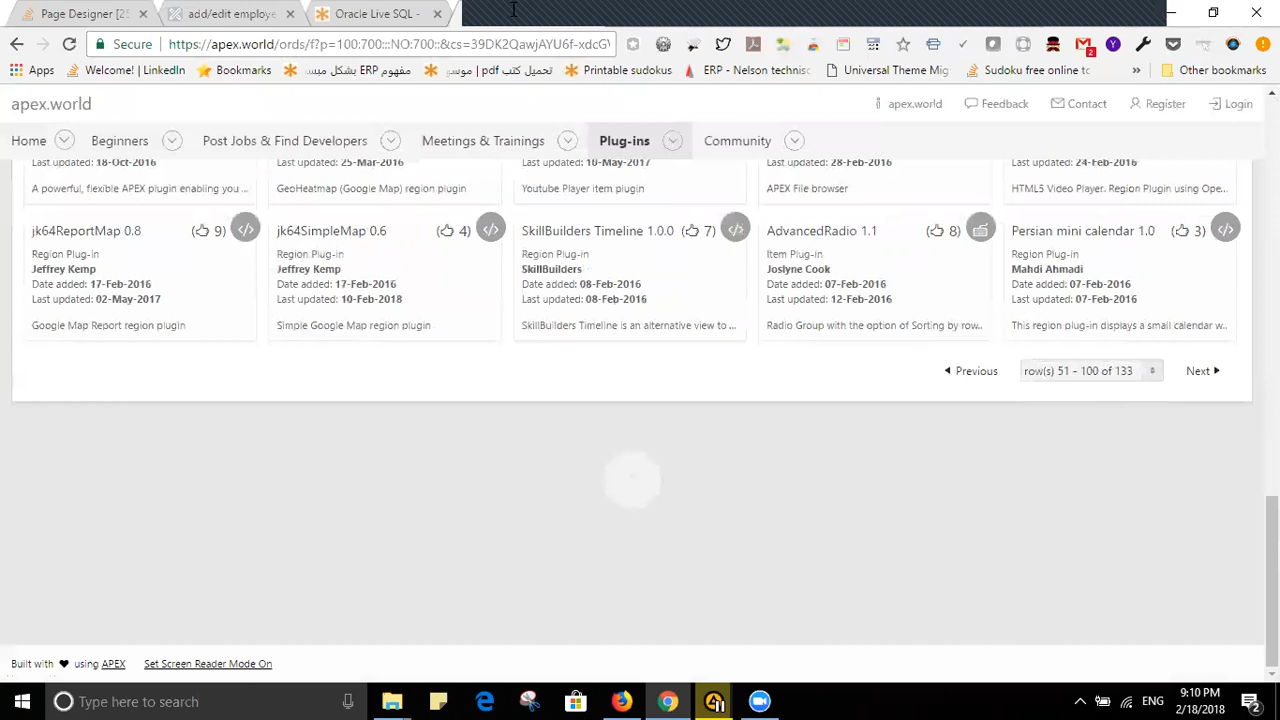 Page Designer [25
add/edit employe
Oracle Live SQL -
Secure
https://apex.world/ords/f?p=100:700:::NO:700::&cs=39DK2QawjAYU6f-xdcGV
2
Apps
Welcome! | LinkedIn
Bookmarks
مفهوم ERP بشكل مبسـ
تحميل كتب pdf | موسو
Printable sudokus
ERP - Nelson technisc
Universal Theme Mig
Sudoku free online to
»
Other bookmarks
apex.world
apex.world
Feedback
Contact
Register
Login
Home
Beginners
Post Jobs & Find Developers
Meetings & Trainings
Plug-ins
Community
Last updated: 18-Oct-2016
Last updated: 25-Mar-2016
Last updated: 10-May-2017
Last updated: 28-Feb-2016
Last updated: 24-Feb-2016
A powerful, flexible APEX plugin enabling you ...
GeoHeatmap (Google Map) region plugin
Youtube Player item plugin
APEX File browser
HTML5 Video Player. Region Plugin using Ope...
jk64ReportMap 0.8
9)
Region Plug-in
Jeffrey Kemp
Date added: 17-Feb-2016
Last updated: 02-May-2017
Google Map Report region plugin
jk64SimpleMap 0.6
4)
Region Plug-in
Jeffrey Kemp
Date added: 17-Feb-2016
Last updated: 10-Feb-2018
Simple Google Map region plugin
SkillBuilders Timeline 1.0.0
7)
Region Plug-in
SkillBuilders
Date added: 08-Feb-2016
Last updated: 08-Feb-2016
SkillBuilders Timeline is an alternative view to ...
AdvancedRadio 1.1
8)
Item Plug-in
Joslyne Cook
Date added: 07-Feb-2016
Last updated: 12-Feb-2016
Radio Group with the option of Sorting by row..
Persian mini calendar 1.0
3)
Region Plug-in
Mahdi Ahmadi
Date added: 07-Feb-2016
Last updated: 07-Feb-2016
This region plug-in displays a small calendar w..
Previous
row(s) 51 - 100 of 133
Next
Built with ♥ using APEX
Set Screen Reader Mode On
Type here to search
ENG
9:10 PM
2/18/2018
2